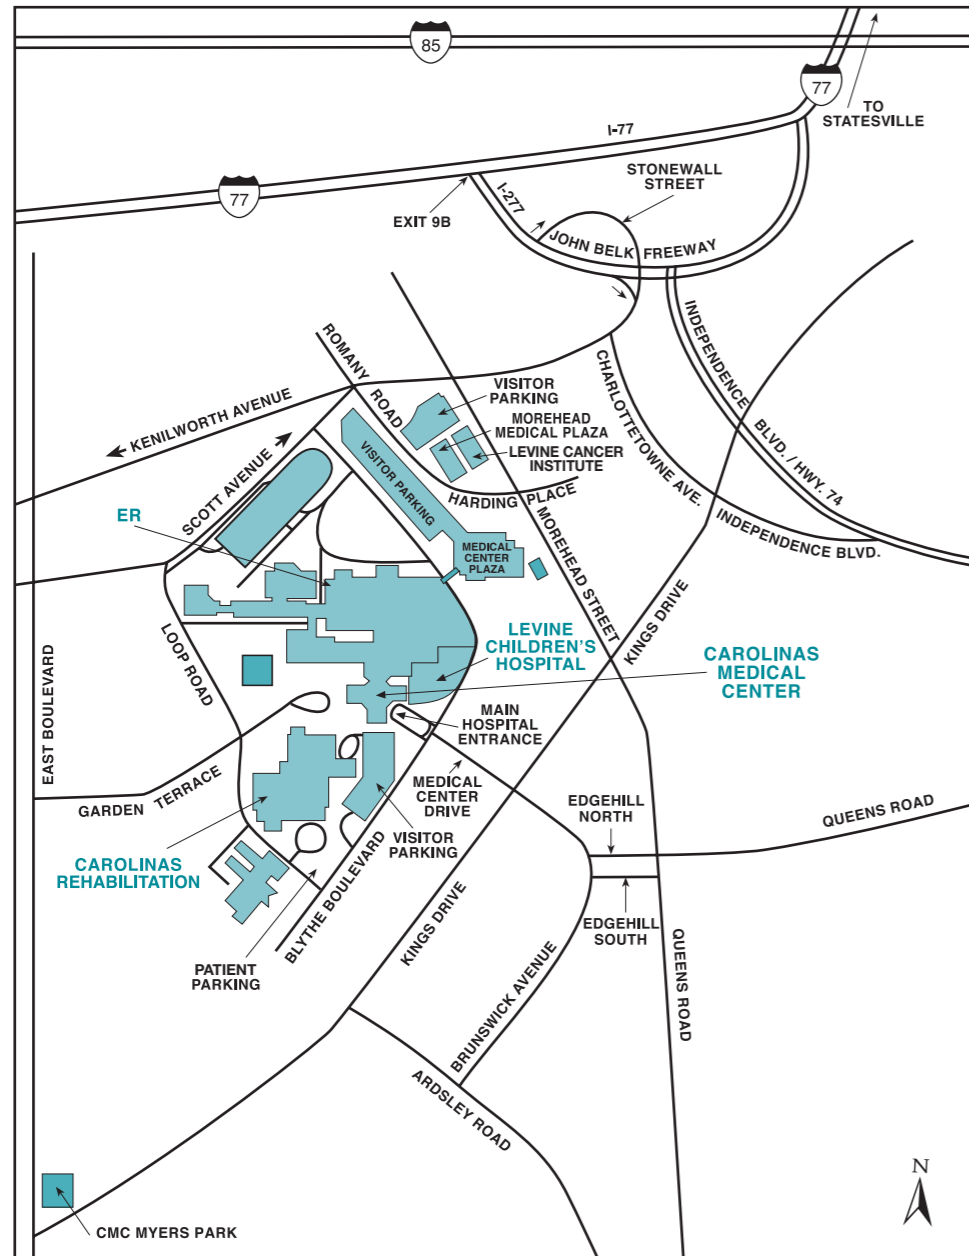 85
77
TO
STATESVILLE
I-77
77
STONEWALL
STREET
I-277
EXIT 9B
JOHN BELK FREEWAY
INDEPENDENCE BLVD. / HWY. 74
ROMANY ROAD
CHARLOTTETOWNE AVE.
VISITOR
PARKING
KENILWORTH AVENUE
MOREHEAD
MEDICAL PLAZA
LEVINE CANCER
INSTITUTE
SCOTT AVENUE
VISITOR PARKING
HARDING PLACE
ER
INDEPENDENCE BLVD.
MEDICAL
CENTER
PLAZA
MOREHEAD STREET
KINGS DRIVE
LOOP ROAD
LEVINE
CHILDREN'S
HOSPITAL
CAROLINAS
MEDICAL
CENTER
EAST BOULEVARD
MAIN
HOSPITAL
ENTRANCE
GARDEN TERRACE
MEDICAL
CENTER
DRIVE
EDGEHILL
NORTH
QUEENS ROAD
VISITOR
PARKING
CAROLINAS
REHABILITATION
BLYTHE BOULEVARD
KINGS DRIVE
EDGEHILL
SOUTH
QUEENS ROAD
PATIENT
PARKING
BRUNSWICK AVENUE
ARDSLEY ROAD
N
CMC MYERS PARK